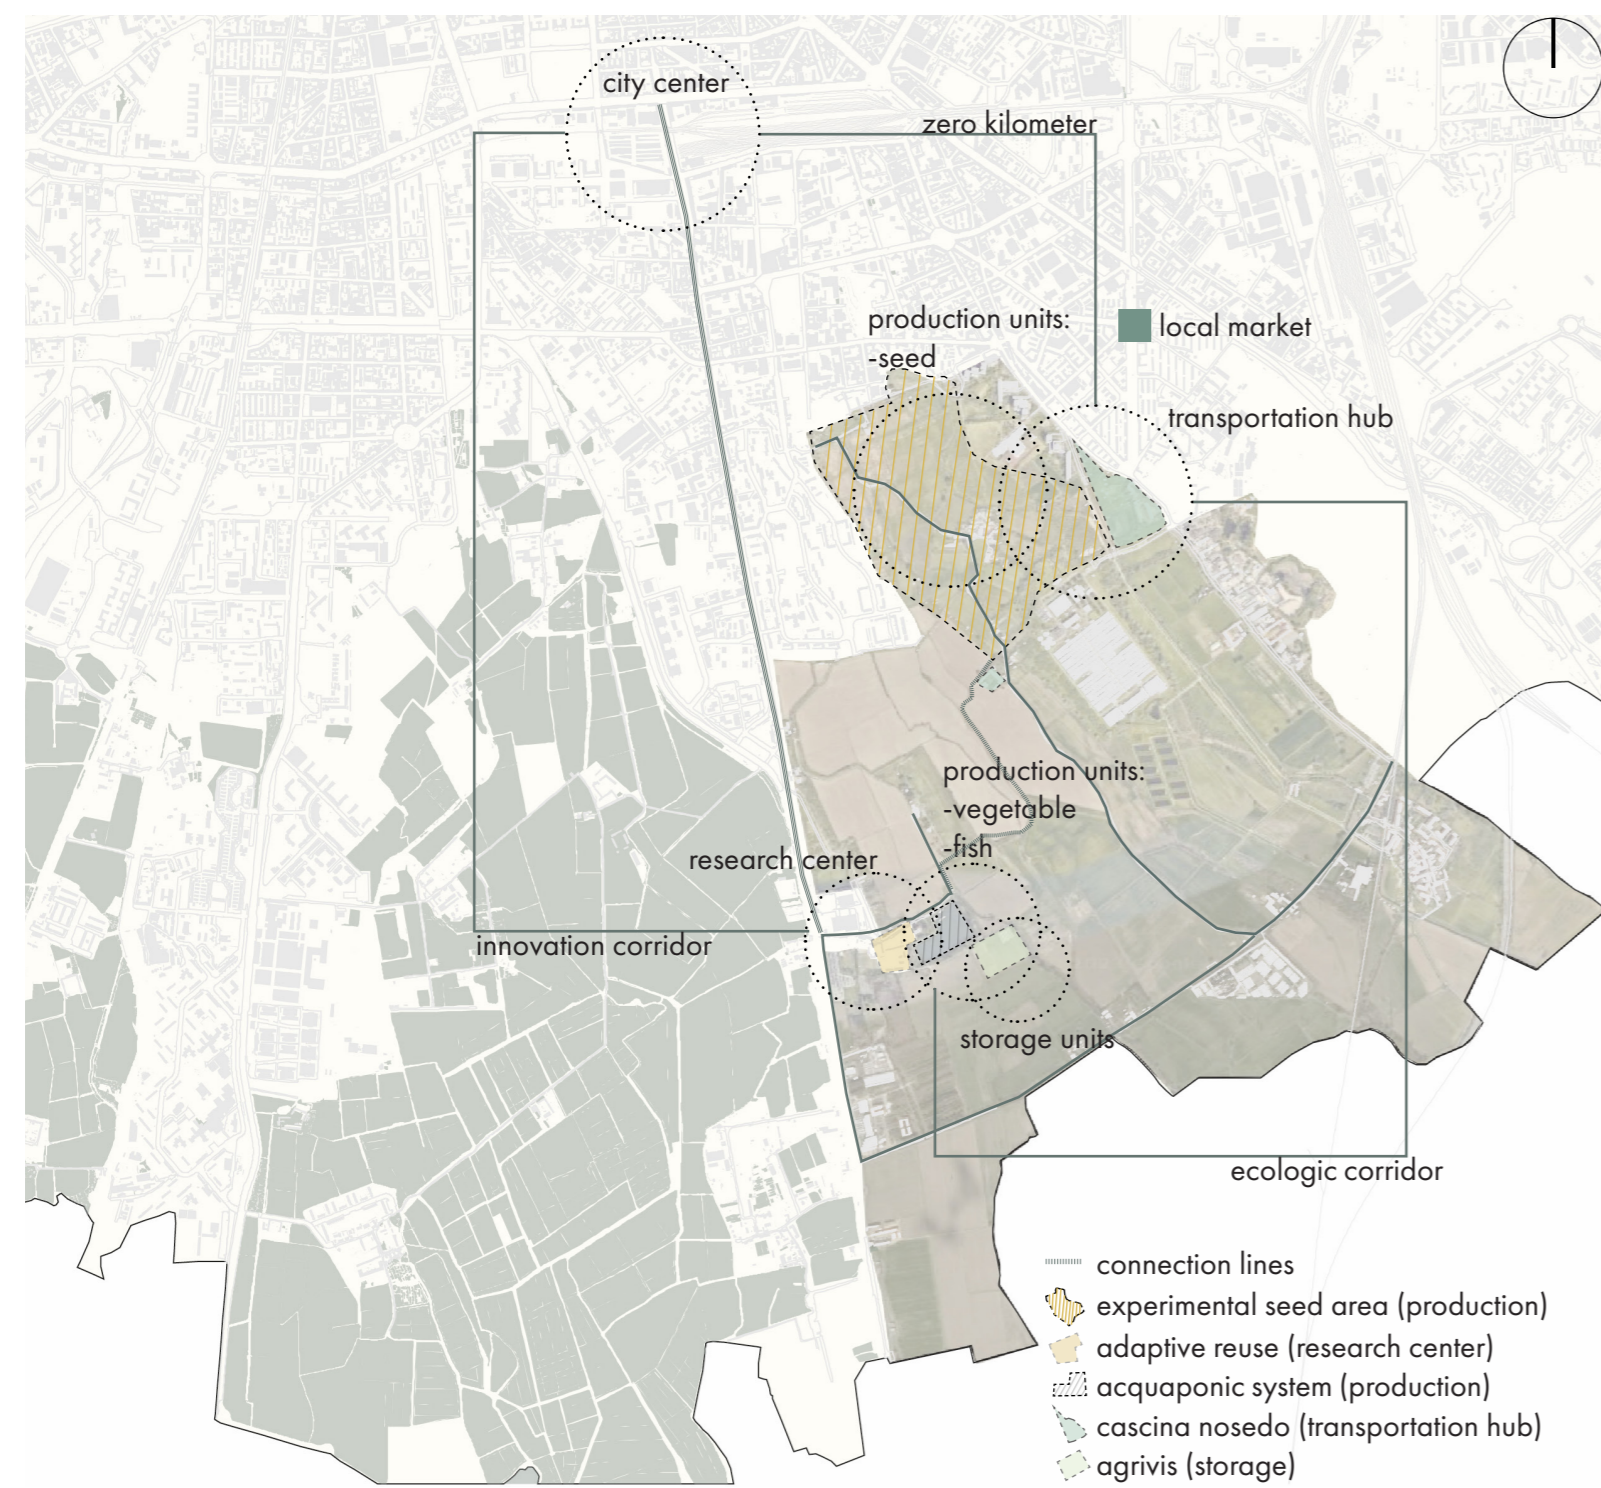 city center
zero kilometer
production units:
-seed
local market
transportation hub
production units:
-vegetable
-fish
research center
innovation corridor
storage units
ecologic corridor
connection lines
experimental seed area (production)
adaptive reuse (research center)
acquaponic system (production)
cascina nosedo (transportation hub)
agrivis (storage)